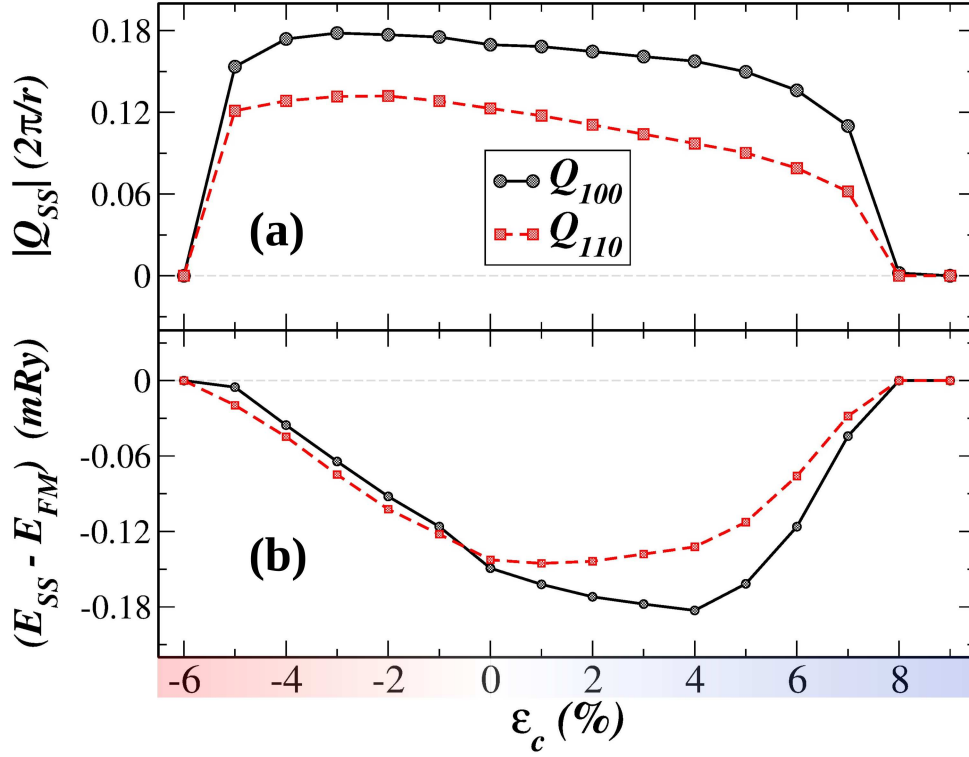 0.18
0.12
0.06
0
|Q_SS| (2π/r)
(a)
Q_100
Q_110
0
-0.06
-0.12
-0.18
(E_SS - E_FM) (mRy)
(b)
-6 -4 -2 0 2 4 6 8
ε_c (%)